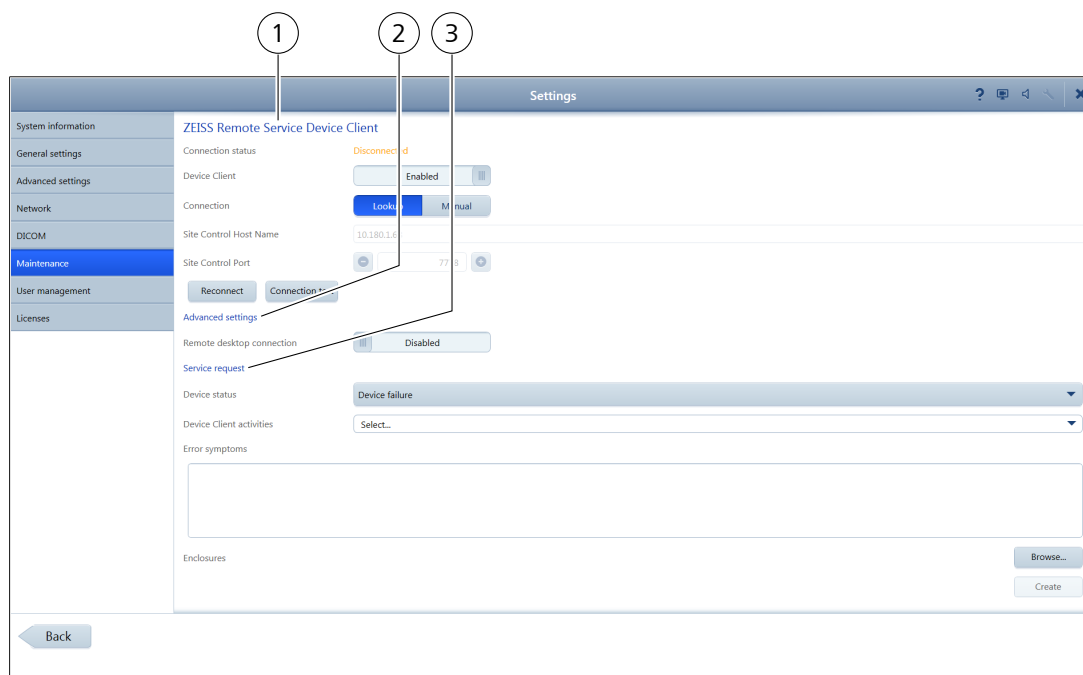 1 2 3
Settings
?
System information
General settings
Advanced settings
Network
DICOM
Maintenance
User management
Licenses
ZEISS Remote Service Device Client
Connection status Disconnected
Device Client Enabled
Connection Lookup Manual
Site Control Host Name
Site Control Port
Reconnect Connection
Advanced settings
Remote desktop connection Disabled
Service request
Device status Device failure
Device Client activities Select...
Error symptoms
Enclosures Browse...
Create
Back